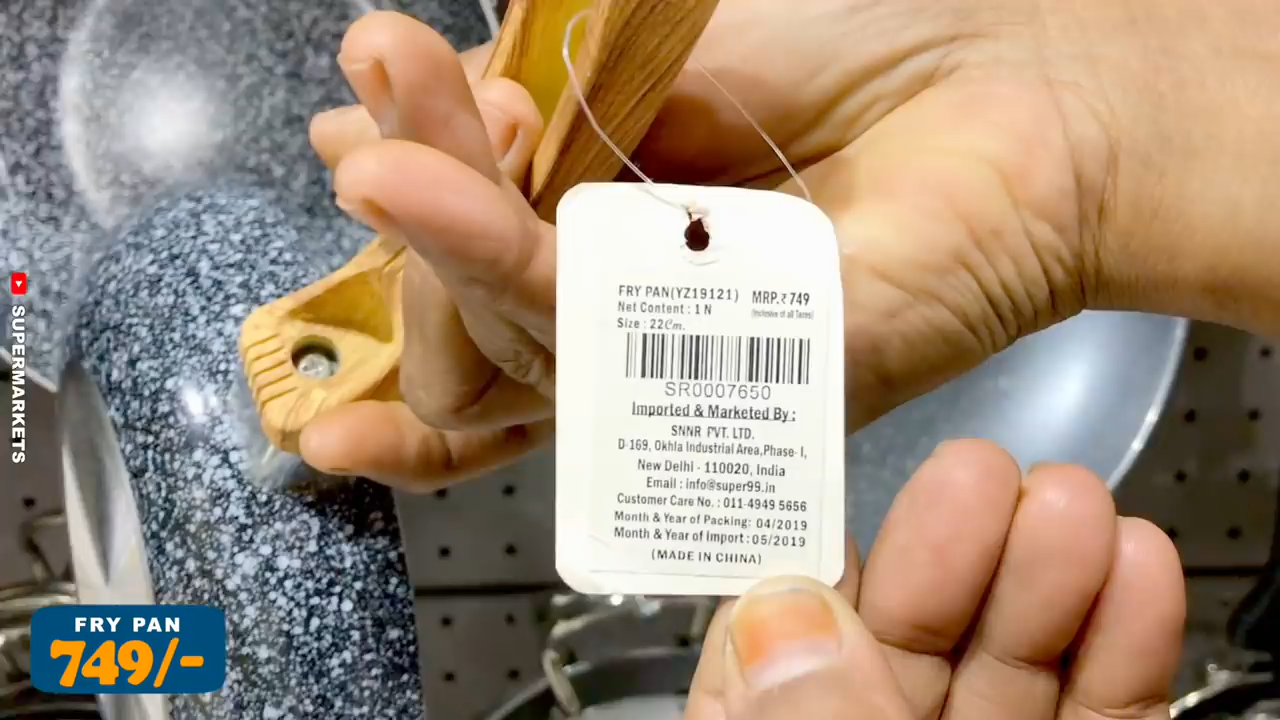 FRY PAN(YZ19121) MRP.₹749
Net Content : 1 N (Inclusive of all Taxes)
Size : 22Cm.
SR0007650
Imported & Marketed By :
SNNR PVT. LTD.
D-169, Okhla Industrial Area,Phase- I,
New Delhi - 110020, India
Email : info@super99.in
Customer Care No. : 011-4949 5656
Month & Year of Packing: 04/2019
Month & Year of Import : 05/2019
(MADE IN CHINA)
SUPERMARKETS
FRY PAN
749/-